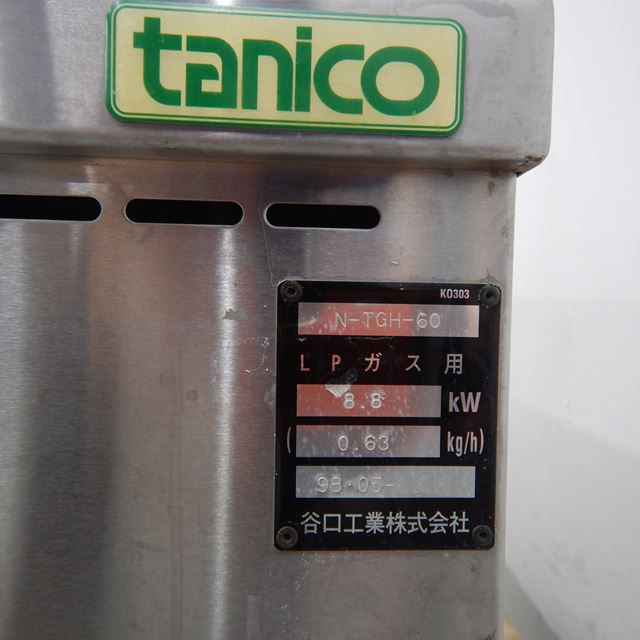 tanico
K0303
N-TGH-60
LPガス用
8.8 kW
( 0.63 kg/h)
98・05-
谷口工業株式会社